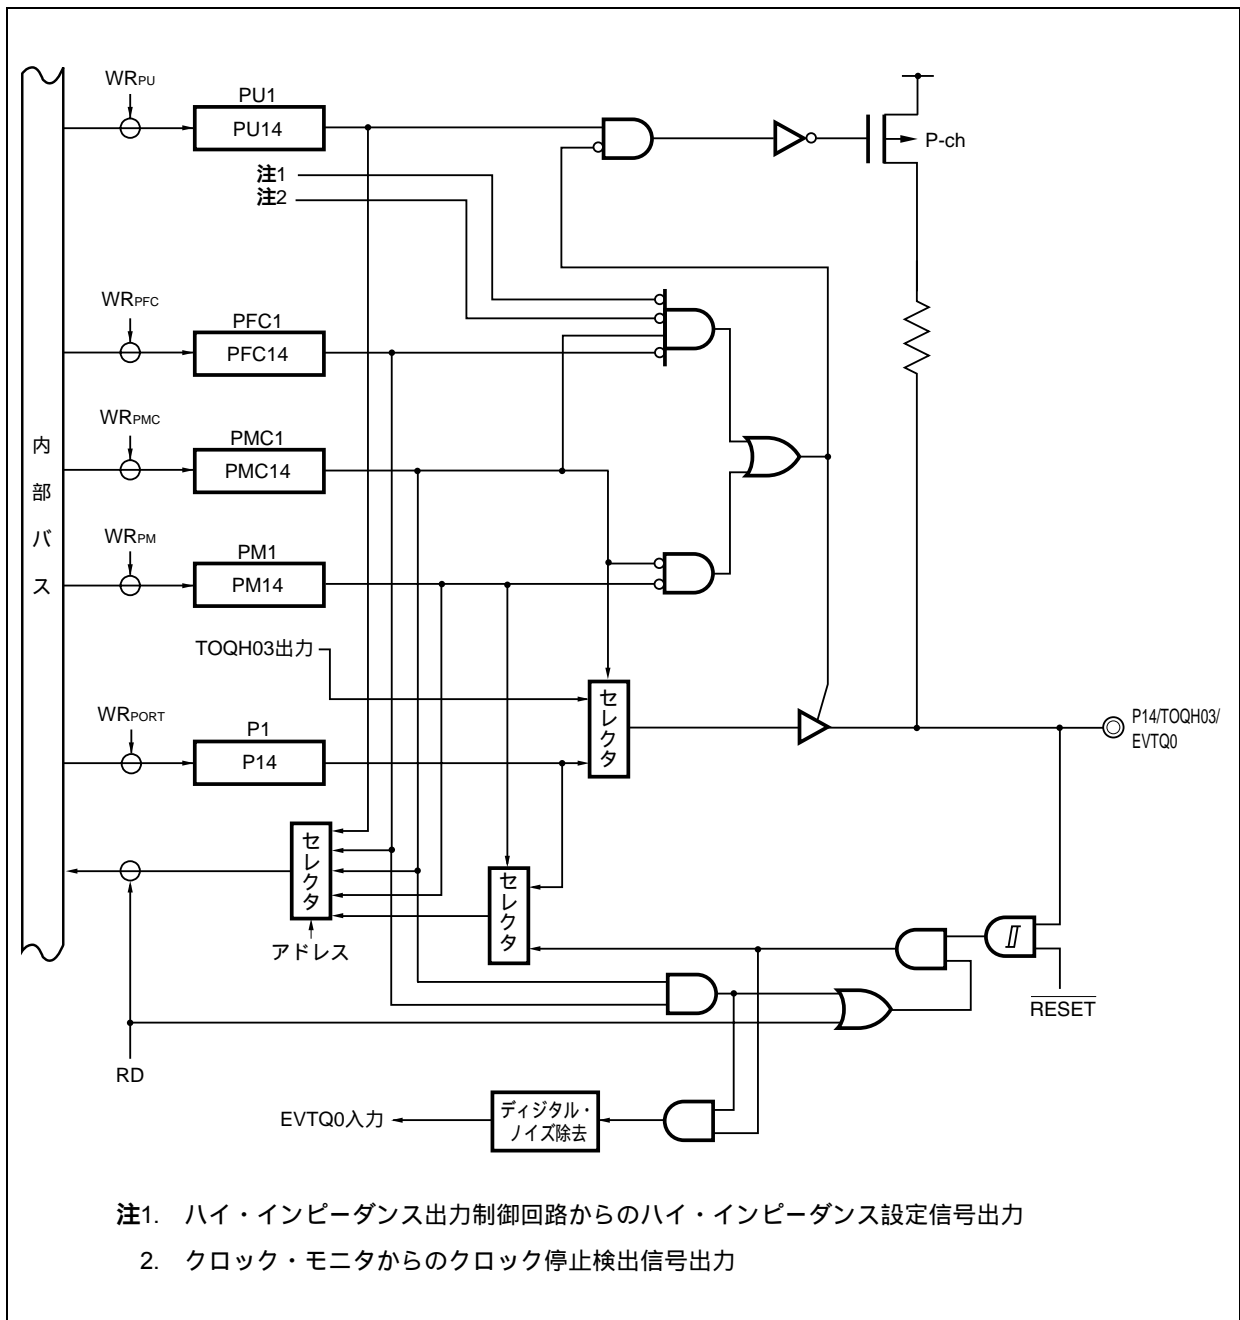 WRPU
PU1
PU14
P-ch
注1
注2
WRPFC
PFC1
PFC14
WRPMC
PMC1
PMC14
内部バス
WRPM
PM1
PM14
TOQH03出力
セレクタ
WRPORT
P1
P14
P14/TOQH03/
EVTQ0
セレクタ
セレクタ
アドレス
RESET
RD
EVTQ0入力
ディジタル・
ノイズ除去
注1. ハイ・インピーダンス出力制御回路からのハイ・インピーダンス設定信号出力
2. クロック・モニタからのクロック停止検出信号出力